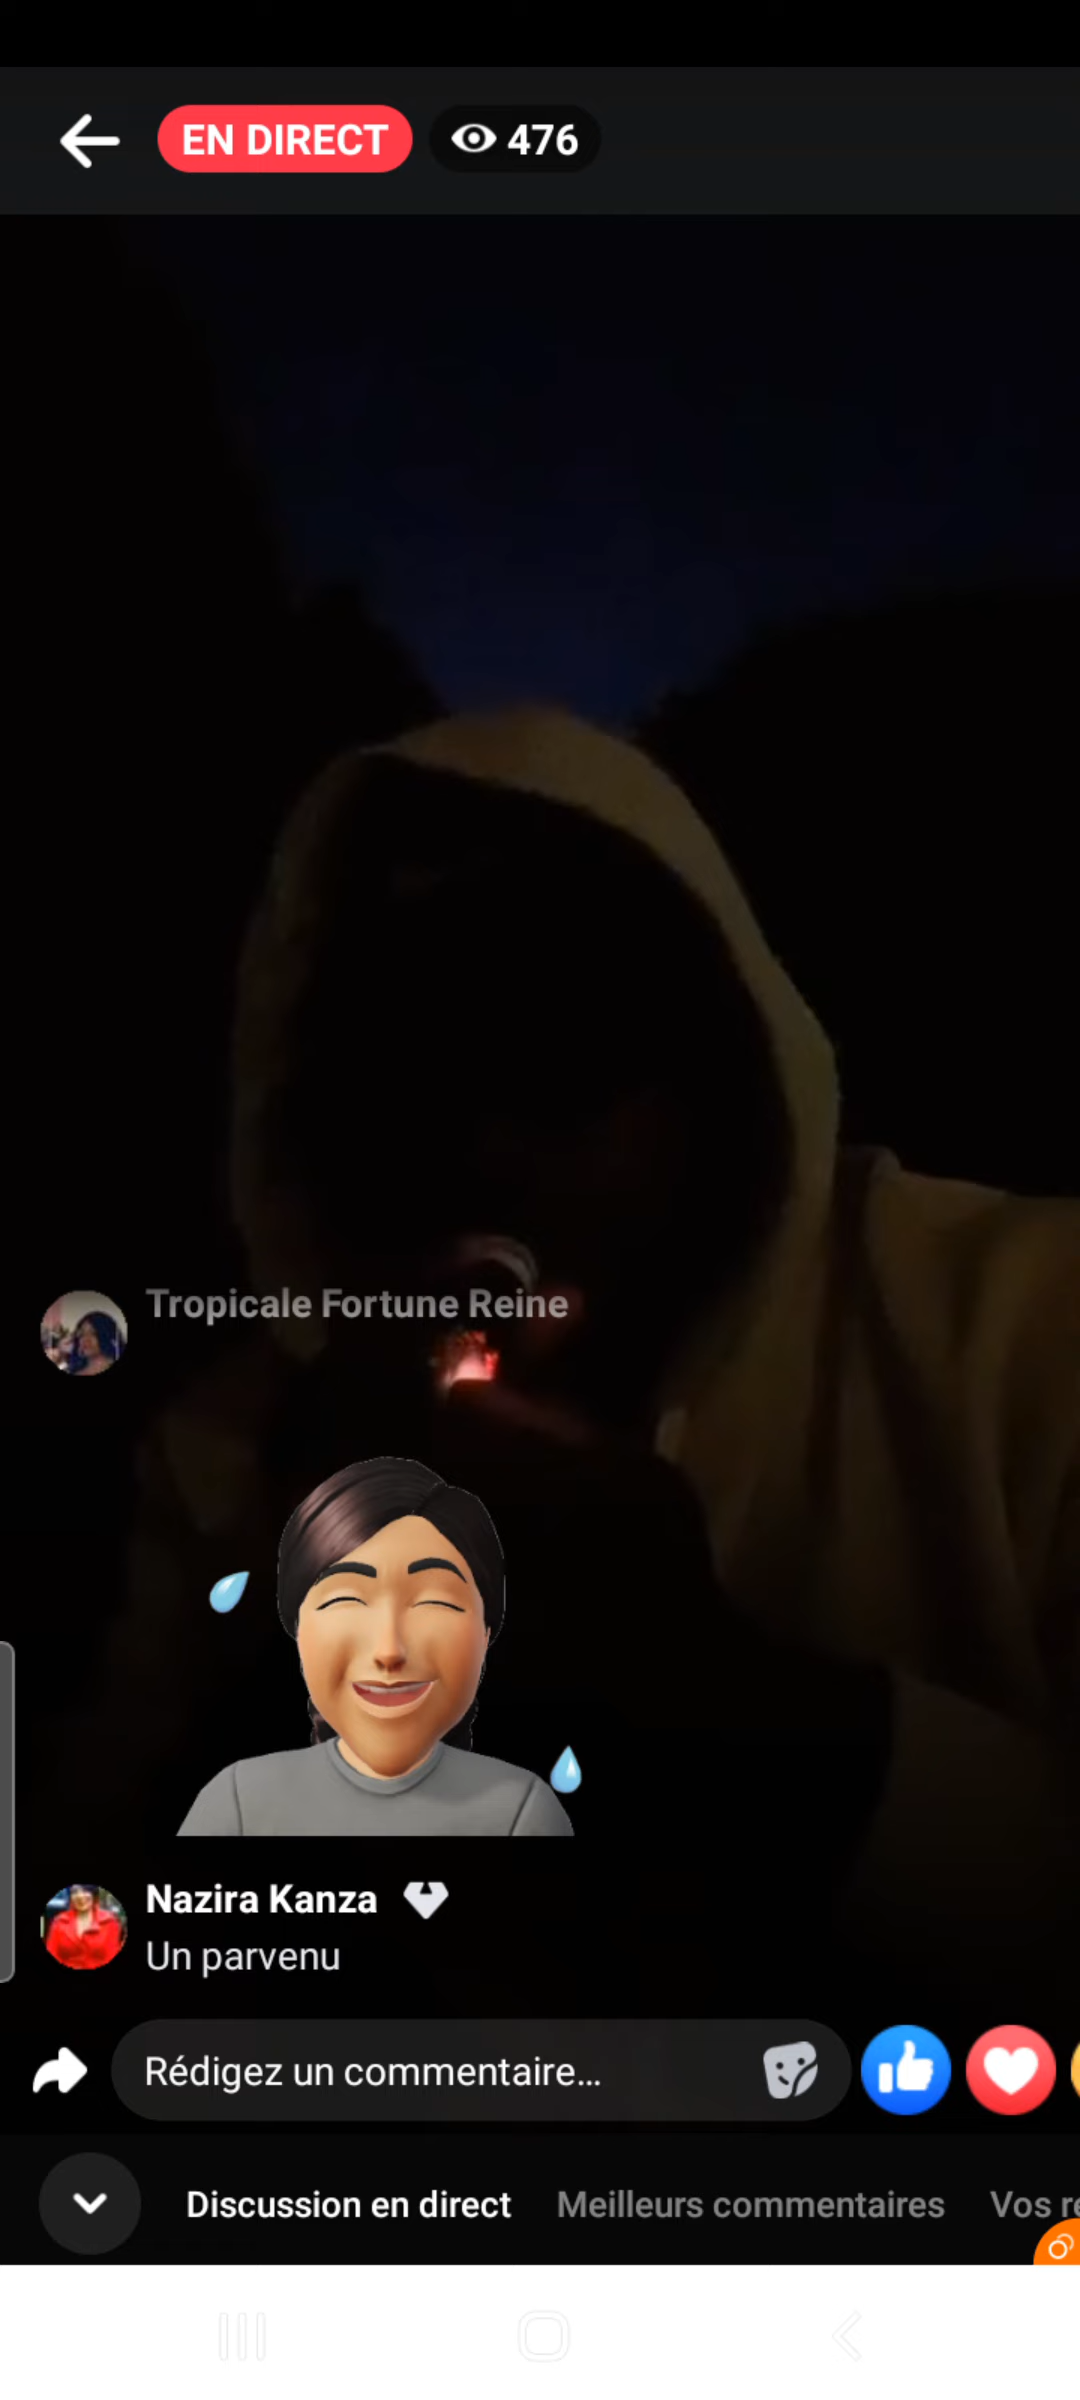 EN DIRECT 476
Tropicale Fortune Reine
Nazira Kanza
Un parvenu
Rédigez un commentaire...
Discussion en direct Meilleurs commentaires Vos